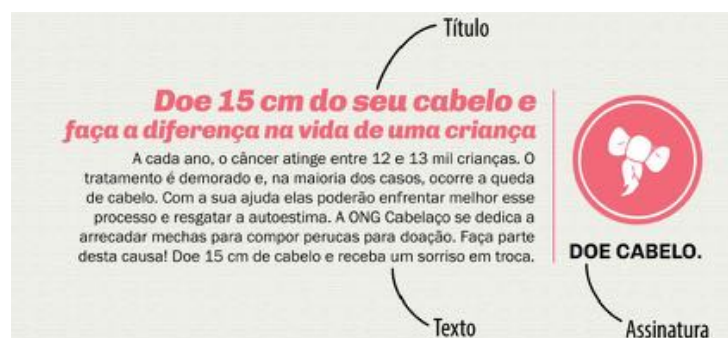 Título
Doe 15 cm do seu cabelo e
faça a diferença na vida de uma criança
A cada ano, o câncer atinge entre 12 e 13 mil crianças. O
tratamento é demorado e, na maioria dos casos, ocorre a queda
de cabelo. Com a sua ajuda elas poderão enfrentar melhor esse
processo e resgatar a autoestima. A ONG Cabelaço se dedica a
arrecadar mechas para compor perucas para doação. Faça parte
desta causa! Doe 15 cm de cabelo e receba um sorriso em troca.
DOE CABELO.
Texto
Assinatura